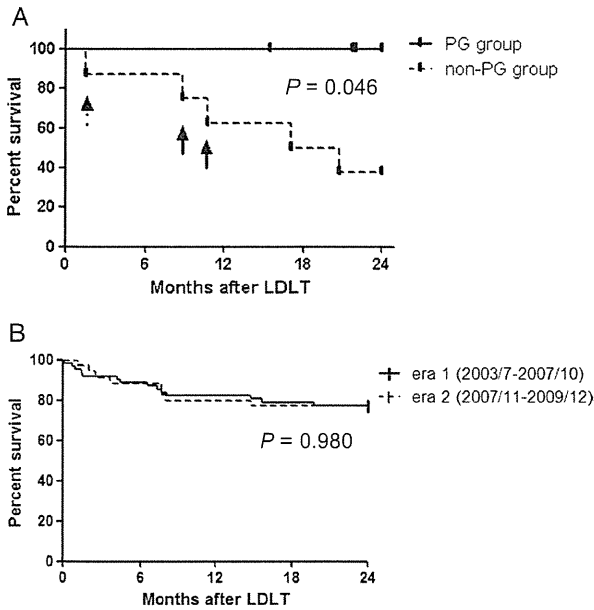 A
100
80
60
40
20
0
Percent survival
0
6
12
18
24
Months after LDLT
P = 0.046
PG group
non-PG group
B
100
80
60
40
20
0
Percent survival
0
6
12
18
24
Months after LDLT
P = 0.980
era 1 (2003/7-2007/10)
era 2 (2007/11-2009/12)